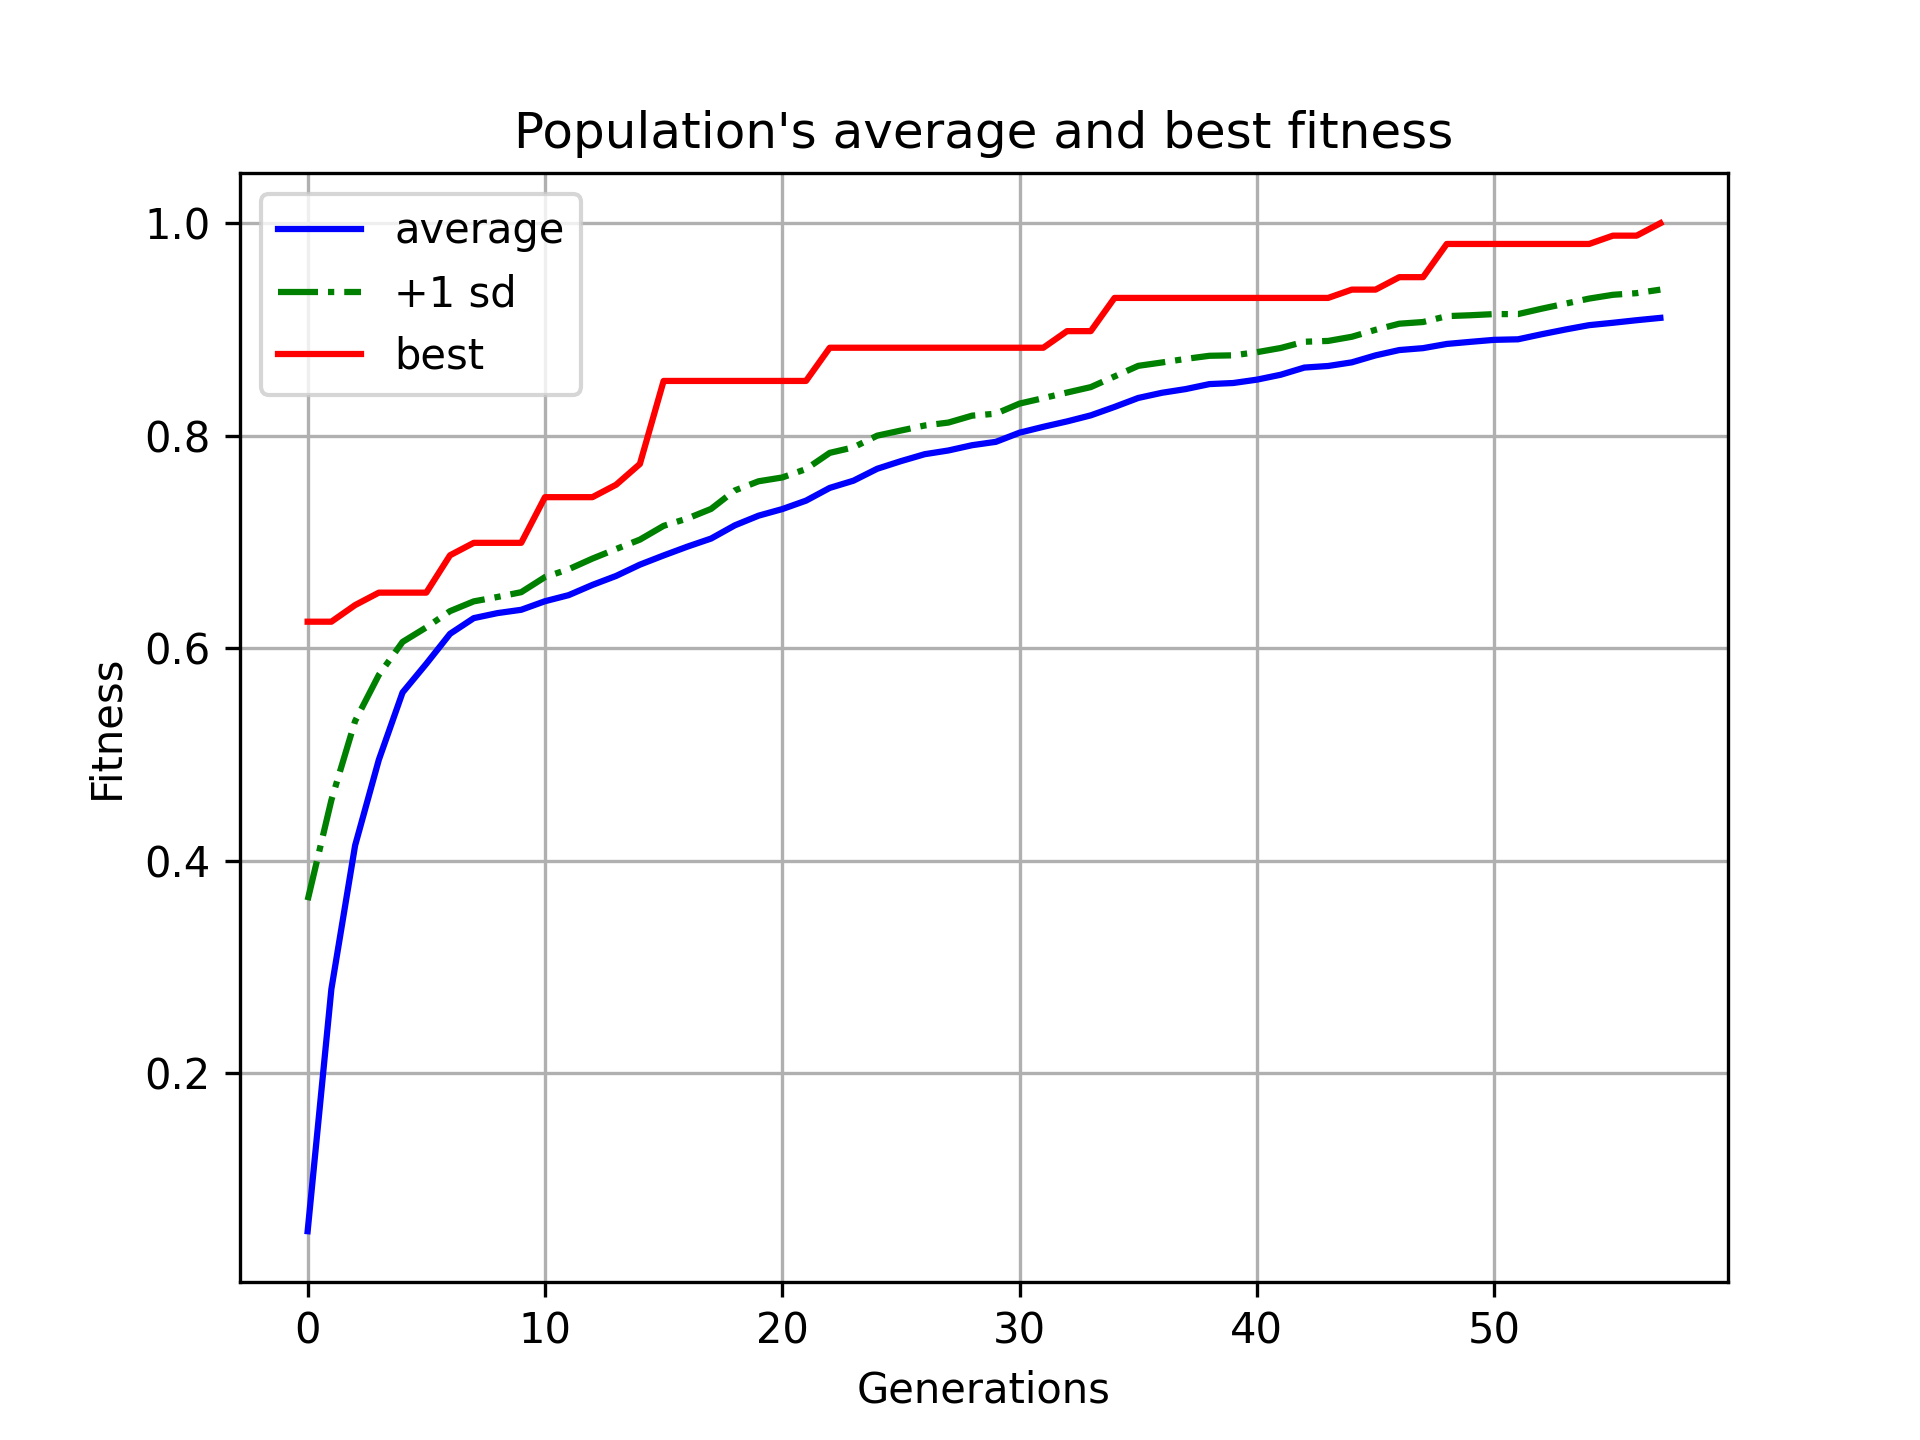 Population's average and best fitness
average
+1 sd
best
1.0
0.8
0.6
0.4
0.2
Fitness
0 10 20 30 40 50
Generations